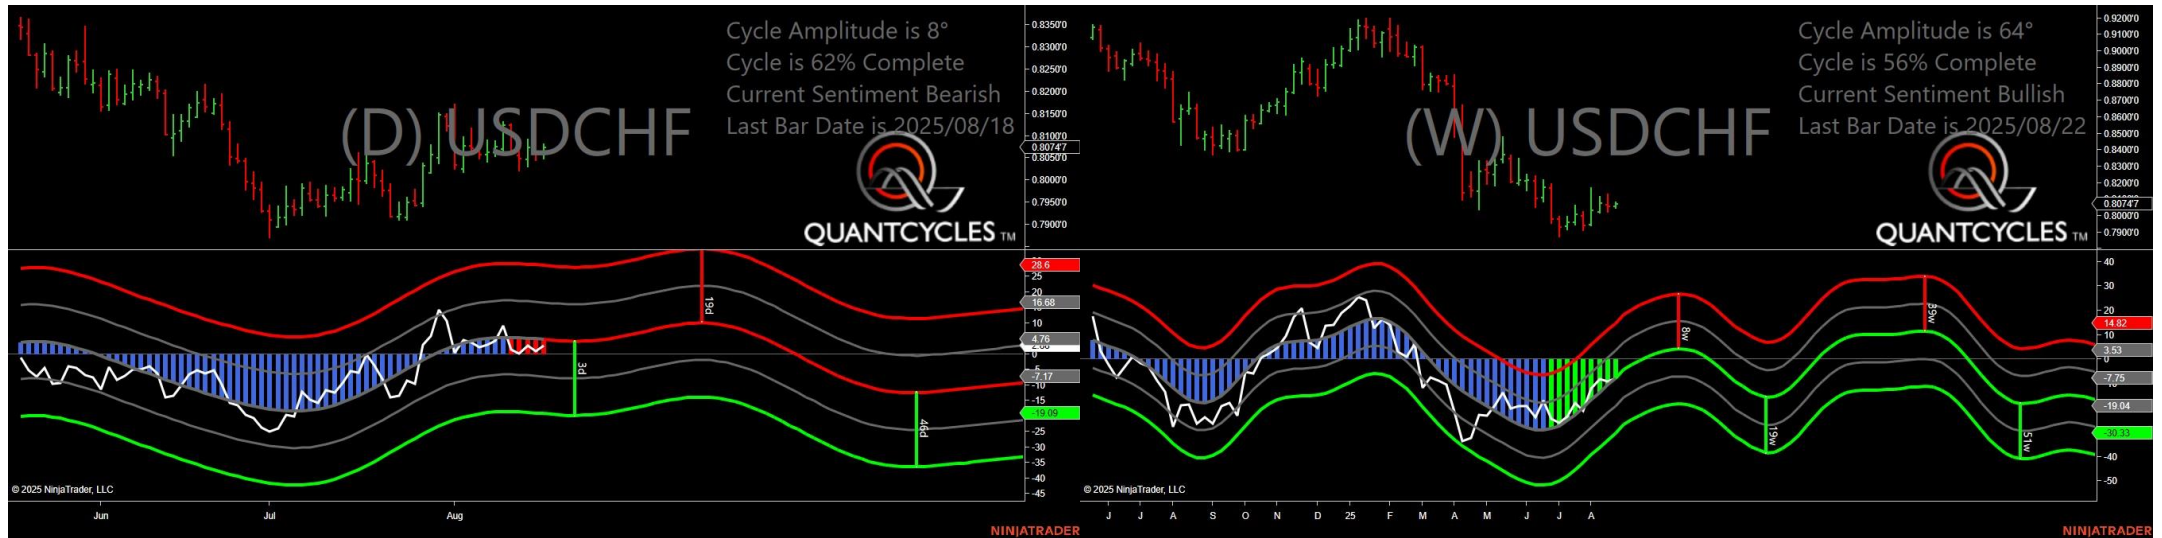 Cycle Amplitude is 8°
Cycle is 62% Complete
Current Sentiment Bearish
Last Bar Date is 2025/08/18
(D) USDCHF
QUANTCYCLES TM
0.8350'0
0.8300'0
0.8250'0
0.8200'0
0.8150'0
0.8100'0
0.8074'7
0.8050'0
0.8000'0
0.7950'0
0.7900'0
28.6
25
20
16.68
10
4.76
0
-7.17
-10
-15
-19.09
-25
-30
-35
-40
-45
19d
3d
46d
© 2025 NinjaTrader, LLC
Jun Jul Aug
NINJATRADER
Cycle Amplitude is 64°
Cycle is 56% Complete
Current Sentiment Bullish
Last Bar Date is 2025/08/22
(W) USDCHF
QUANTCYCLES TM
0.9200'0
0.9100'0
0.9000'0
0.8900'0
0.8800'0
0.8700'0
0.8600'0
0.8500'0
0.8400'0
0.8300'0
0.8200'0
0.8074'7
0.8000'0
0.7900'0
40
30
20
14.82
10
3.53
0
-7.75
-19.04
-30.33
-40
-50
8w
39w
19w
51w
© 2025 NinjaTrader, LLC
J J A S O N D 25 F M A M J J A
NINJATRADER